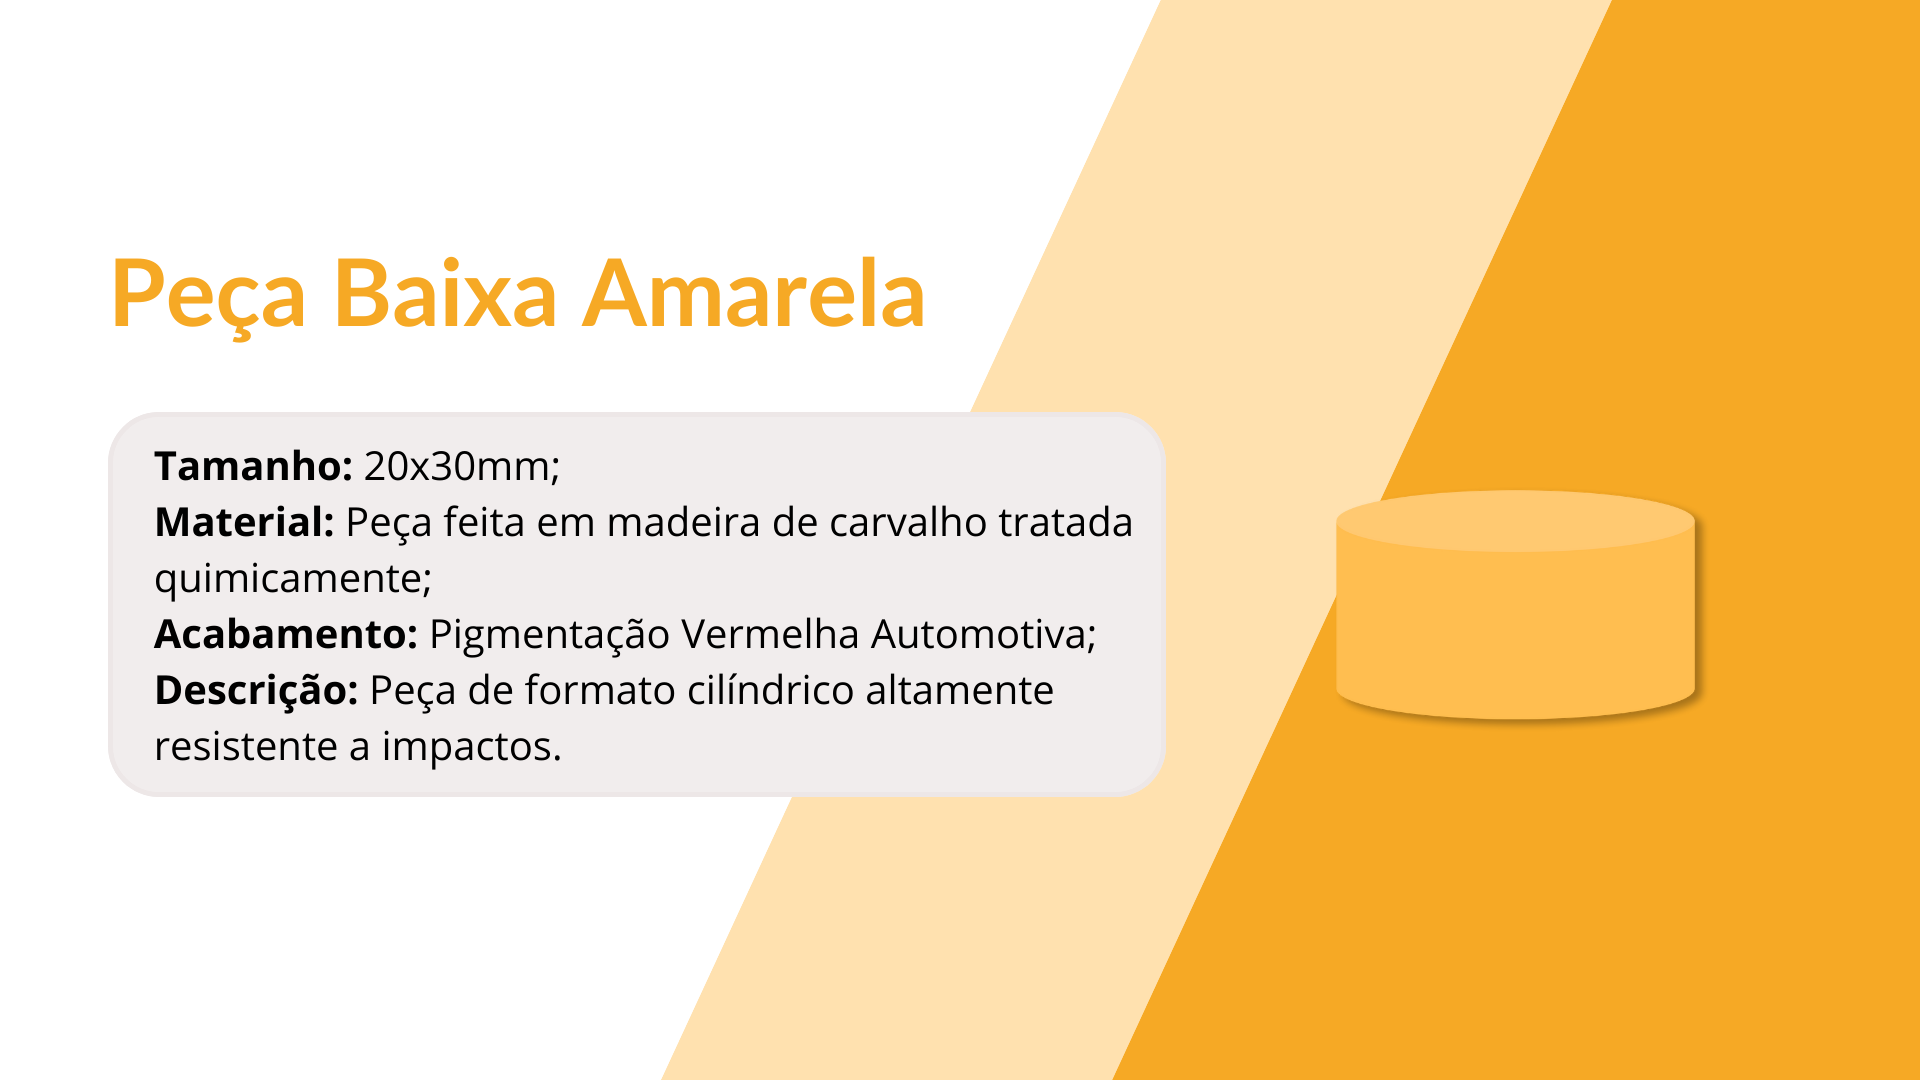 Peça Baixa Amarela
Tamanho: 20x30mm;
Material: Peça feita em madeira de carvalho tratada
quimicamente;
Acabamento: Pigmentação Vermelha Automotiva;
Descrição: Peça de formato cilíndrico altamente
resistente a impactos.